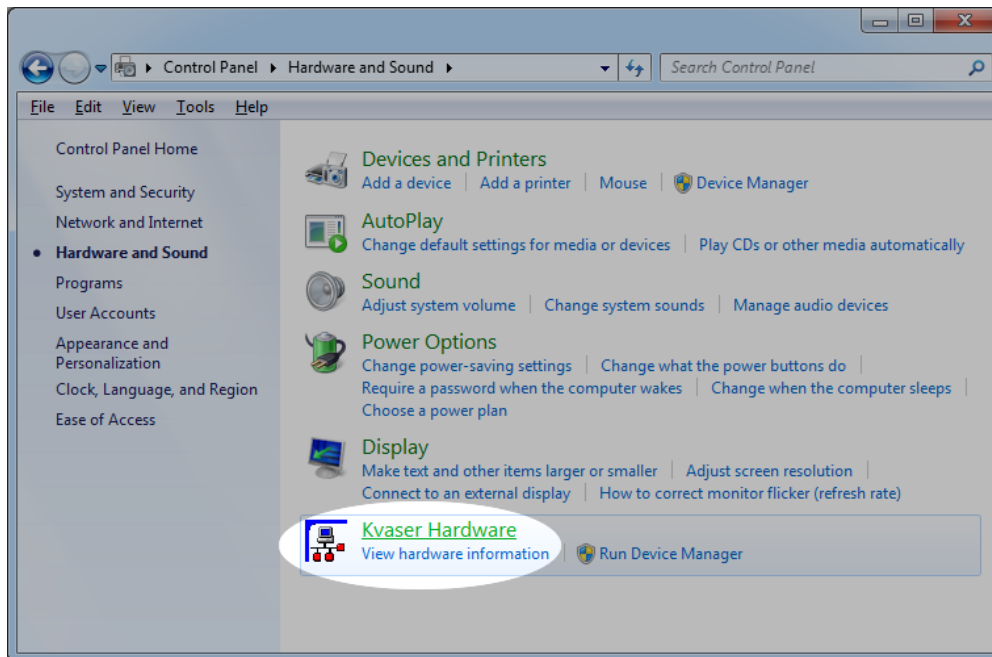 Control Panel Hardware and Sound Search Control Panel
File Edit View Tools Help
Control Panel Home
System and Security
Network and Internet
Hardware and Sound
Programs
User Accounts
Appearance and
Personalization
Clock, Language, and Region
Ease of Access
Devices and Printers
Add a device Add a printer Mouse Device Manager
AutoPlay
Change default settings for media or devices Play CDs or other media automatically
Sound
Adjust system volume Change system sounds Manage audio devices
Power Options
Change power-saving settings Change what the power buttons do
Require a password when the computer wakes Change when the computer sleeps
Choose a power plan
Display
Make text and other items larger or smaller Adjust screen resolution
Connect to an external display How to correct monitor flicker (refresh rate)
Kvaser Hardware
View hardware information Run Device Manager